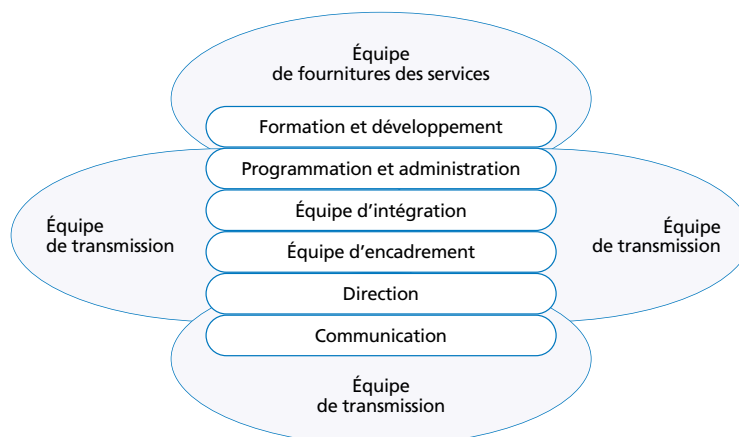 Équipe
de fournitures des services
Formation et développement
Programmation et administration
Équipe d'intégration
Équipe
de transmission
Équipe
de transmission
Équipe d'encadrement
Direction
Communication
Équipe
de transmission